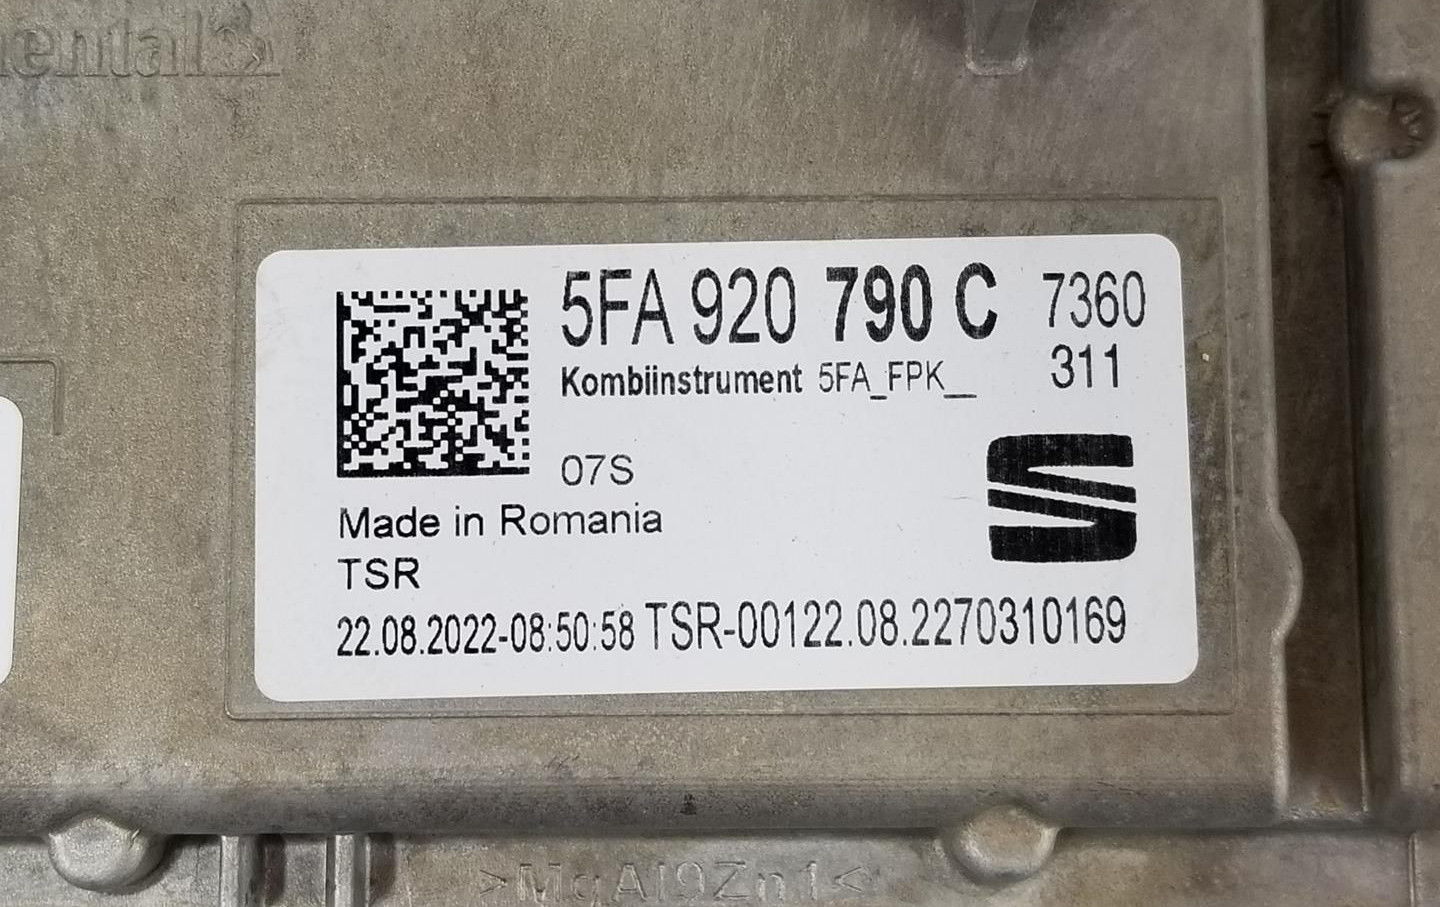 5FA 920 790 C 7360
Kombiinstrument 5FA_FPK__ 311
07S
Made in Romania
TSR
22.08.2022-08:50:58 TSR-00122.08.2270310169
>MgAl9Zn1<